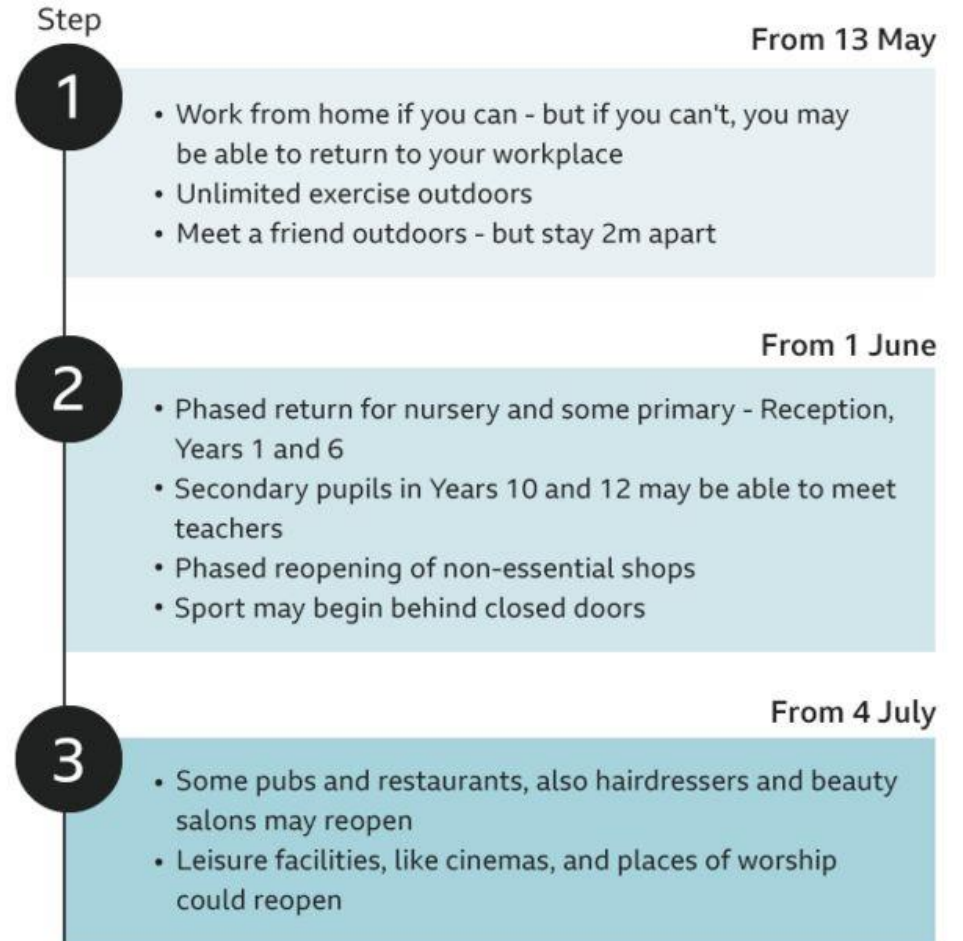 Step
From 13 May
1
• Work from home if you can - but if you can't, you may
be able to return to your workplace
• Unlimited exercise outdoors
• Meet a friend outdoors - but stay 2m apart
From 1 June
2
• Phased return for nursery and some primary - Reception,
Years 1 and 6
• Secondary pupils in Years 10 and 12 may be able to meet
teachers
• Phased reopening of non-essential shops
• Sport may begin behind closed doors
From 4 July
3
• Some pubs and restaurants, also hairdressers and beauty
salons may reopen
• Leisure facilities, like cinemas, and places of worship
could reopen